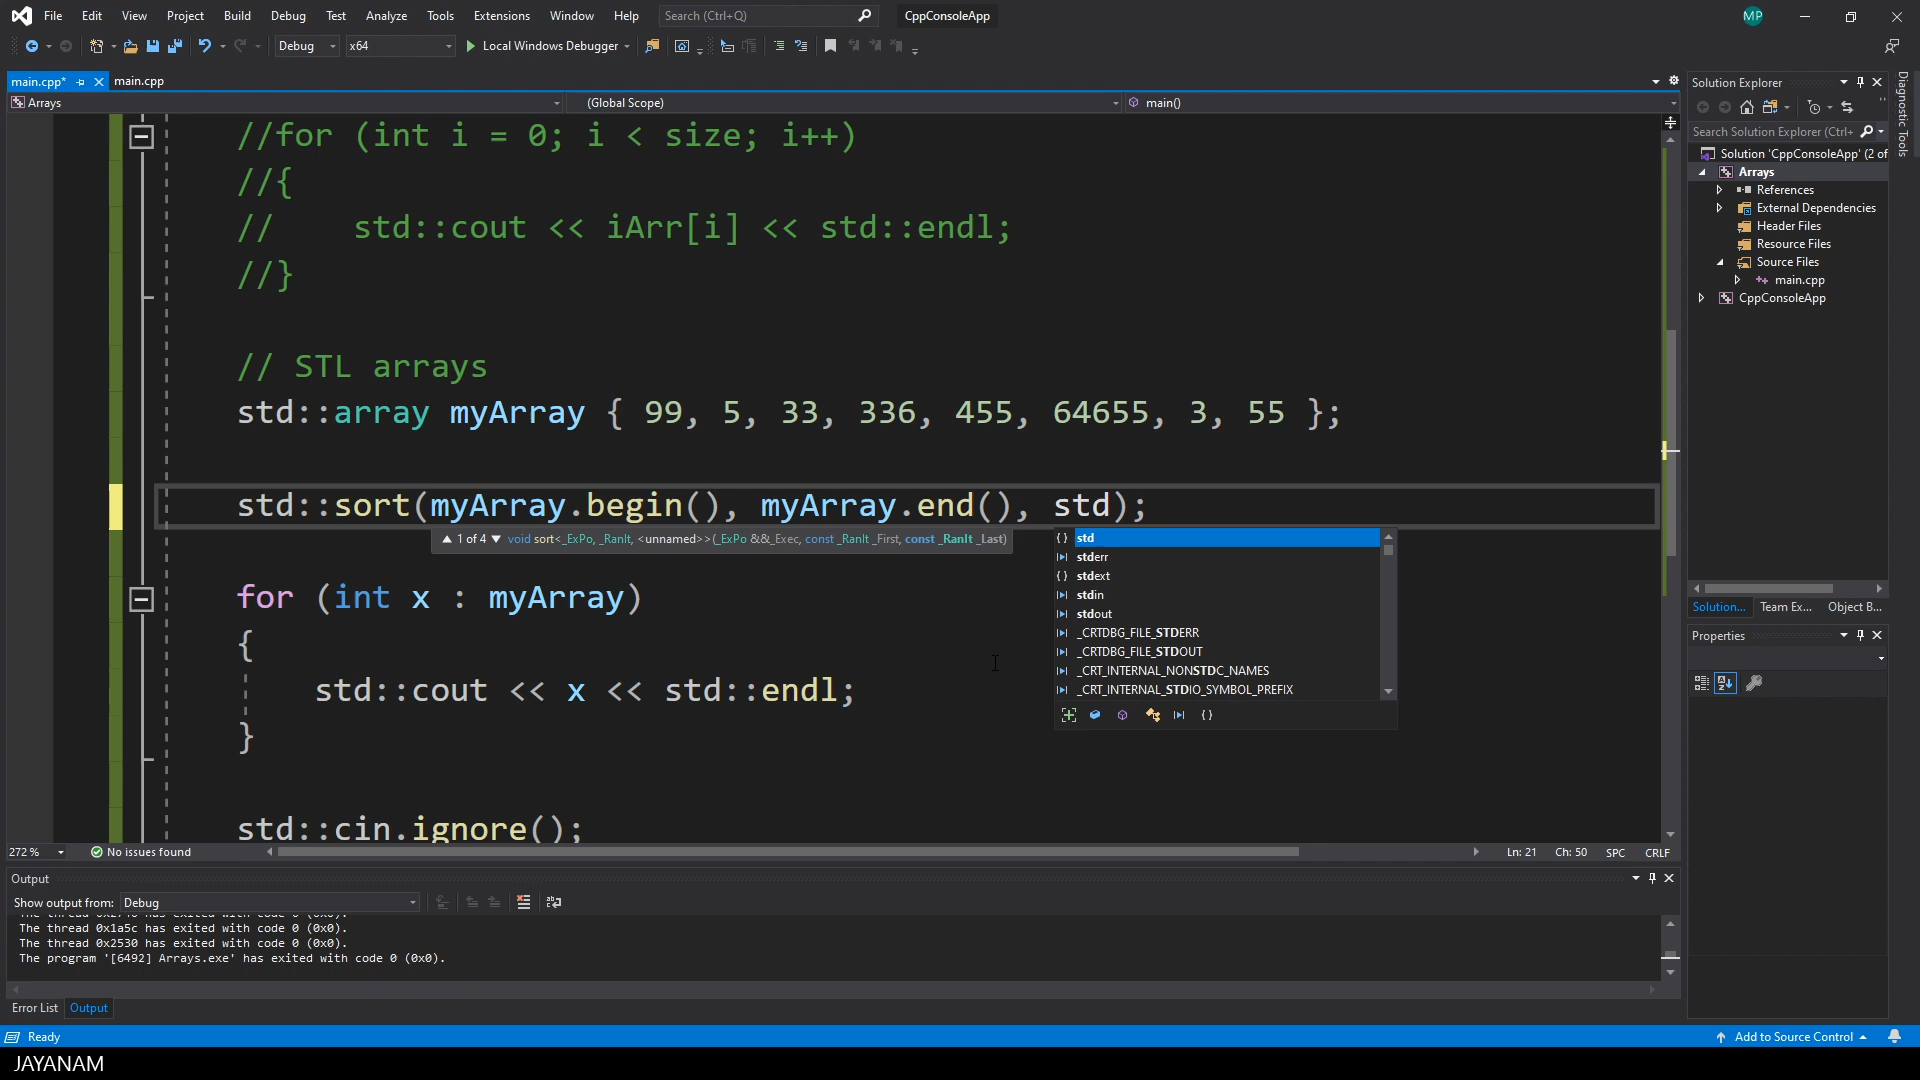 File Edit View Project Build Debug Test Analyze Tools Extensions Window Help Search (Ctrl+Q) CppConsoleApp MP
Debug x64 Local Windows Debugger
main.cpp* main.cpp
Arrays (Global Scope) main()
//for (int i = 0; i < size; i++)
//{
// std::cout << iArr[i] << std::endl;
//}
// STL arrays
std::array myArray { 99, 5, 33, 336, 455, 64655, 3, 55 };
std::sort(myArray.begin(), myArray.end(), std);
1 of 4 void sort<_ExPo, _RanIt, <unnamed>>(_ExPo &&_Exec, const _RanIt _First, const _RanIt _Last)
std
stderr
stdext
stdin
stdout
_CRTDBG_FILE_STDERR
_CRTDBG_FILE_STDOUT
_CRT_INTERNAL_NONSTDC_NAMES
_CRT_INTERNAL_STDIO_SYMBOL_PREFIX
for (int x : myArray)
{
std::cout << x << std::endl;
}
std::cin.ignore();
272 % No issues found Ln: 21 Ch: 50 SPC CRLF
Output
Show output from: Debug
The thread 0x1a5c has exited with code 0 (0x0).
The thread 0x2530 has exited with code 0 (0x0).
The program '[6492] Arrays.exe' has exited with code 0 (0x0).
Error List Output
Ready Add to Source Control
JAYANAM
Solution Explorer
Search Solution Explorer (Ctrl+
Solution 'CppConsoleApp' (2 of
Arrays
References
External Dependencies
Header Files
Resource Files
Source Files
main.cpp
CppConsoleApp
Solution... Team Ex... Object B...
Properties
Diagnostic Tools